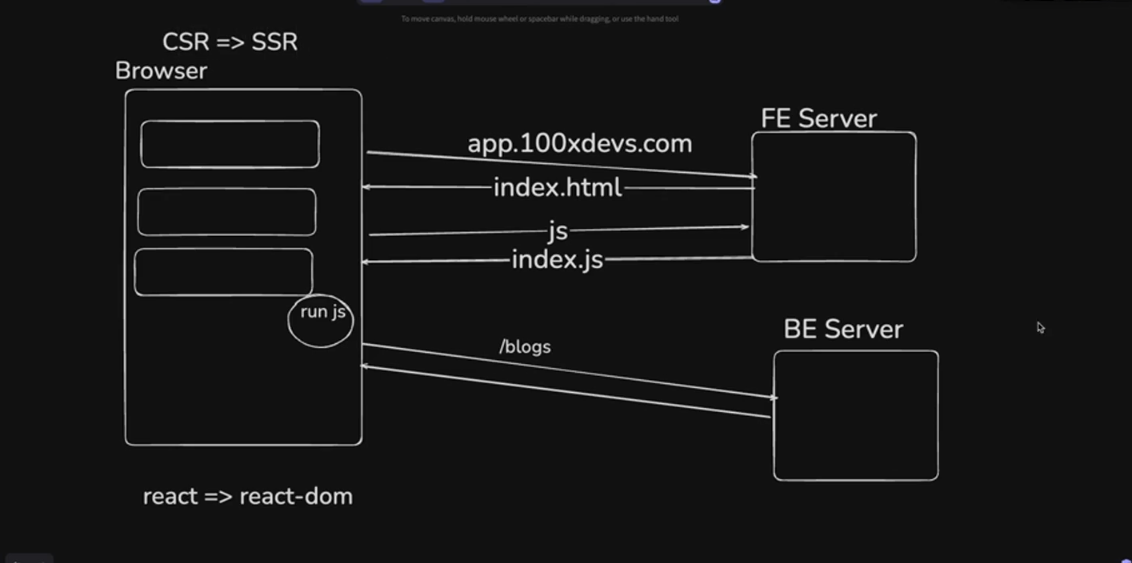 To move canvas, hold mouse wheel or spacebar while dragging, or use the hand tool
CSR => SSR
Browser
FE Server
app.100xdevs.com
index.html
js
index.js
run js
BE Server
/blogs
react => react-dom